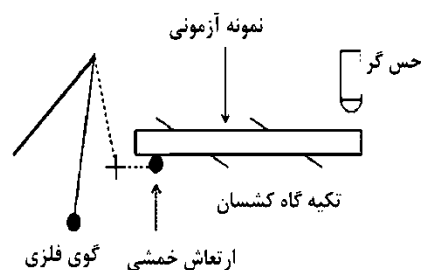 نمونه آزمونی
حس گر
تکیه گاه کشسان
گوی فلزی
ارتعاش خمشی